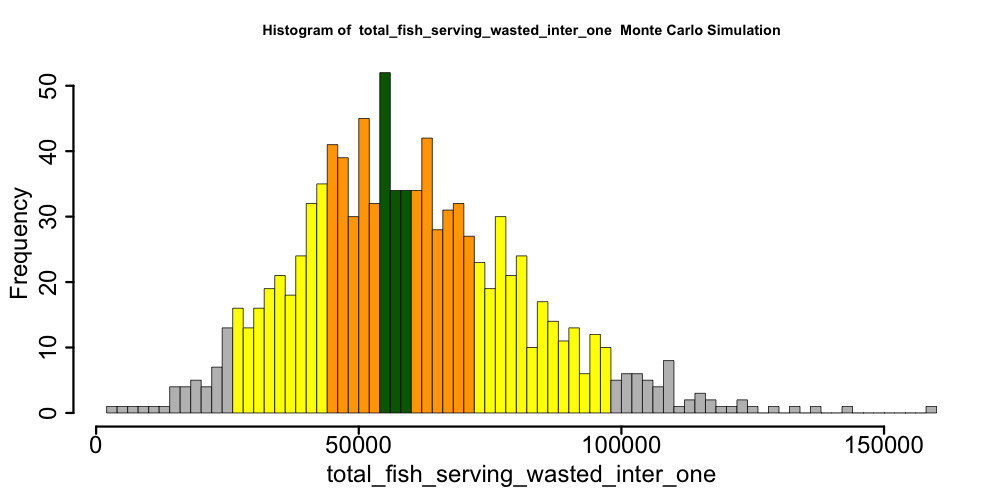 Histogram of total_fish_serving_wasted_inter_one Monte Carlo Simulation
50
40
30
20
10
0
Frequency
0 50000 100000 150000
total_fish_serving_wasted_inter_one